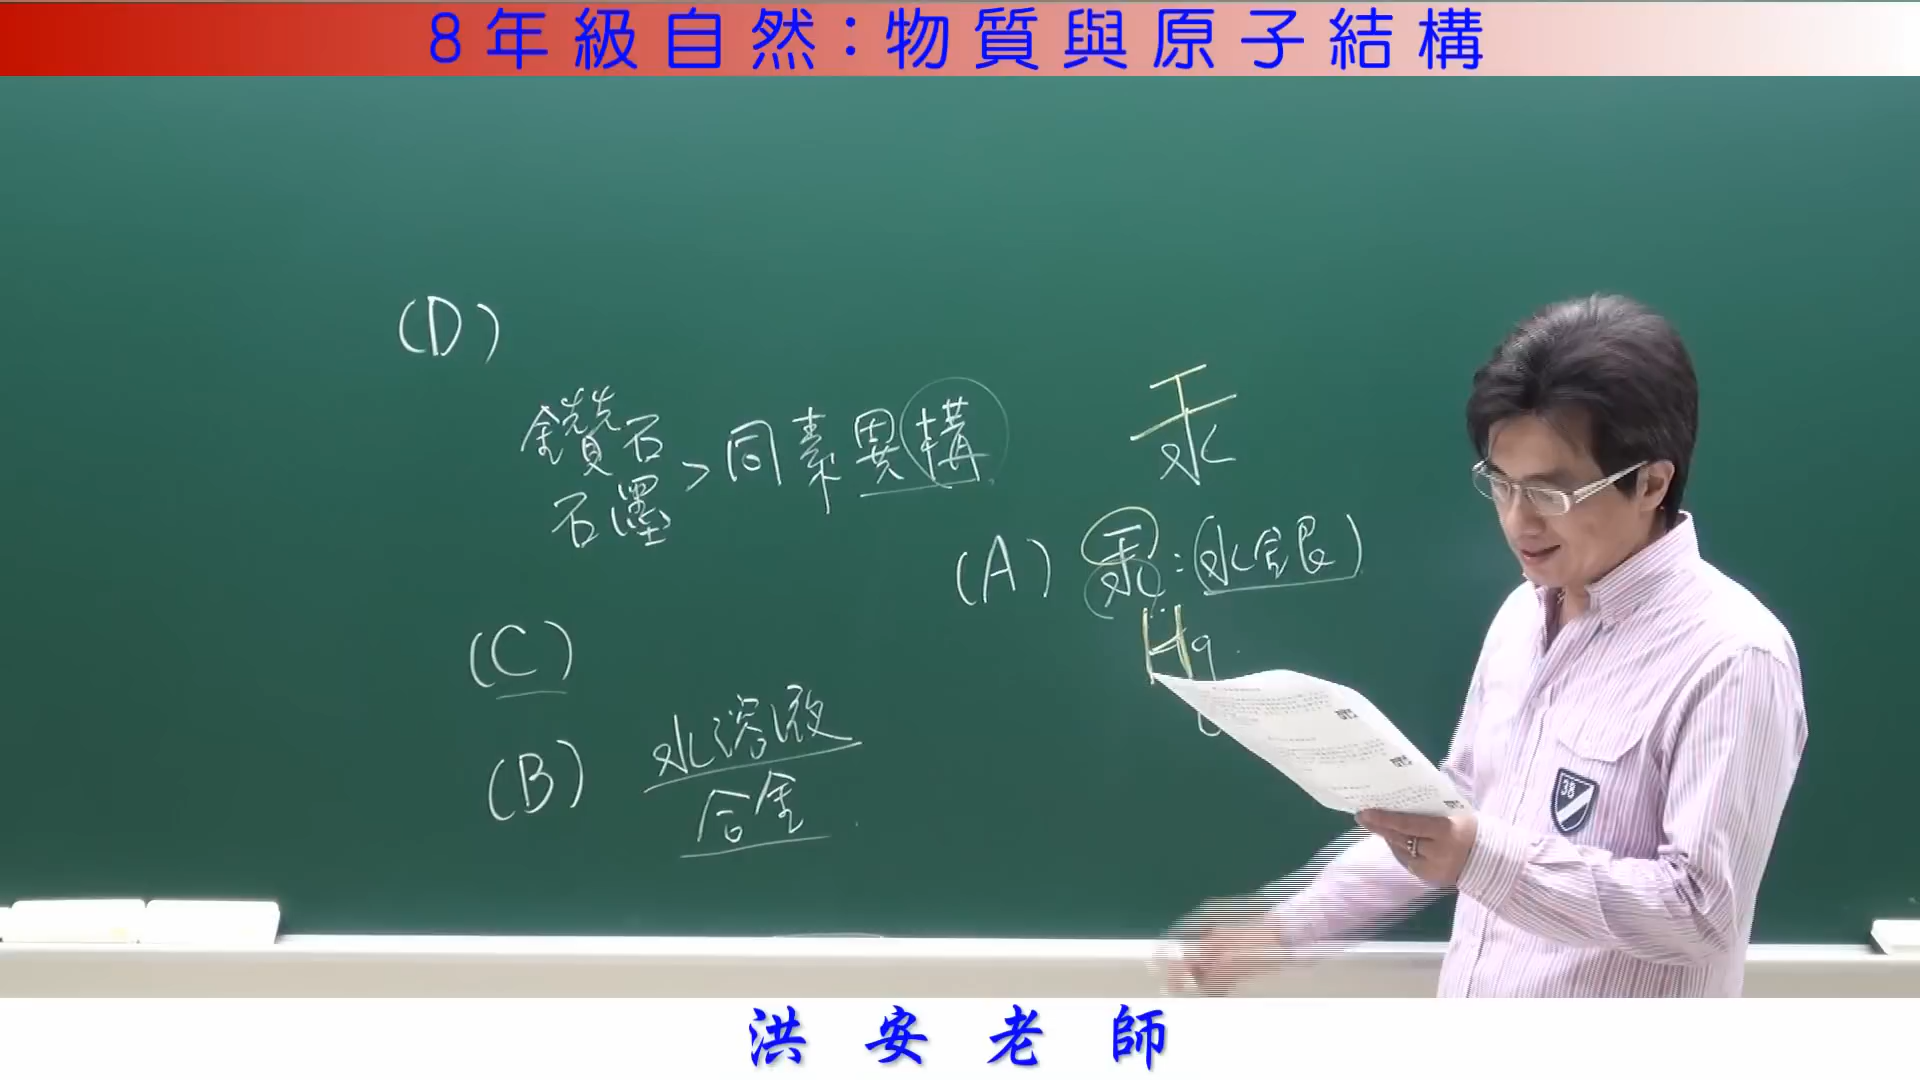 8年級自然:物質與原子結構
(D)
鑽石
石墨
>同素異構
汞
(A) 汞:(水銀)
Hg
(C)
(B) 水溶液
合金
38
洪安老師